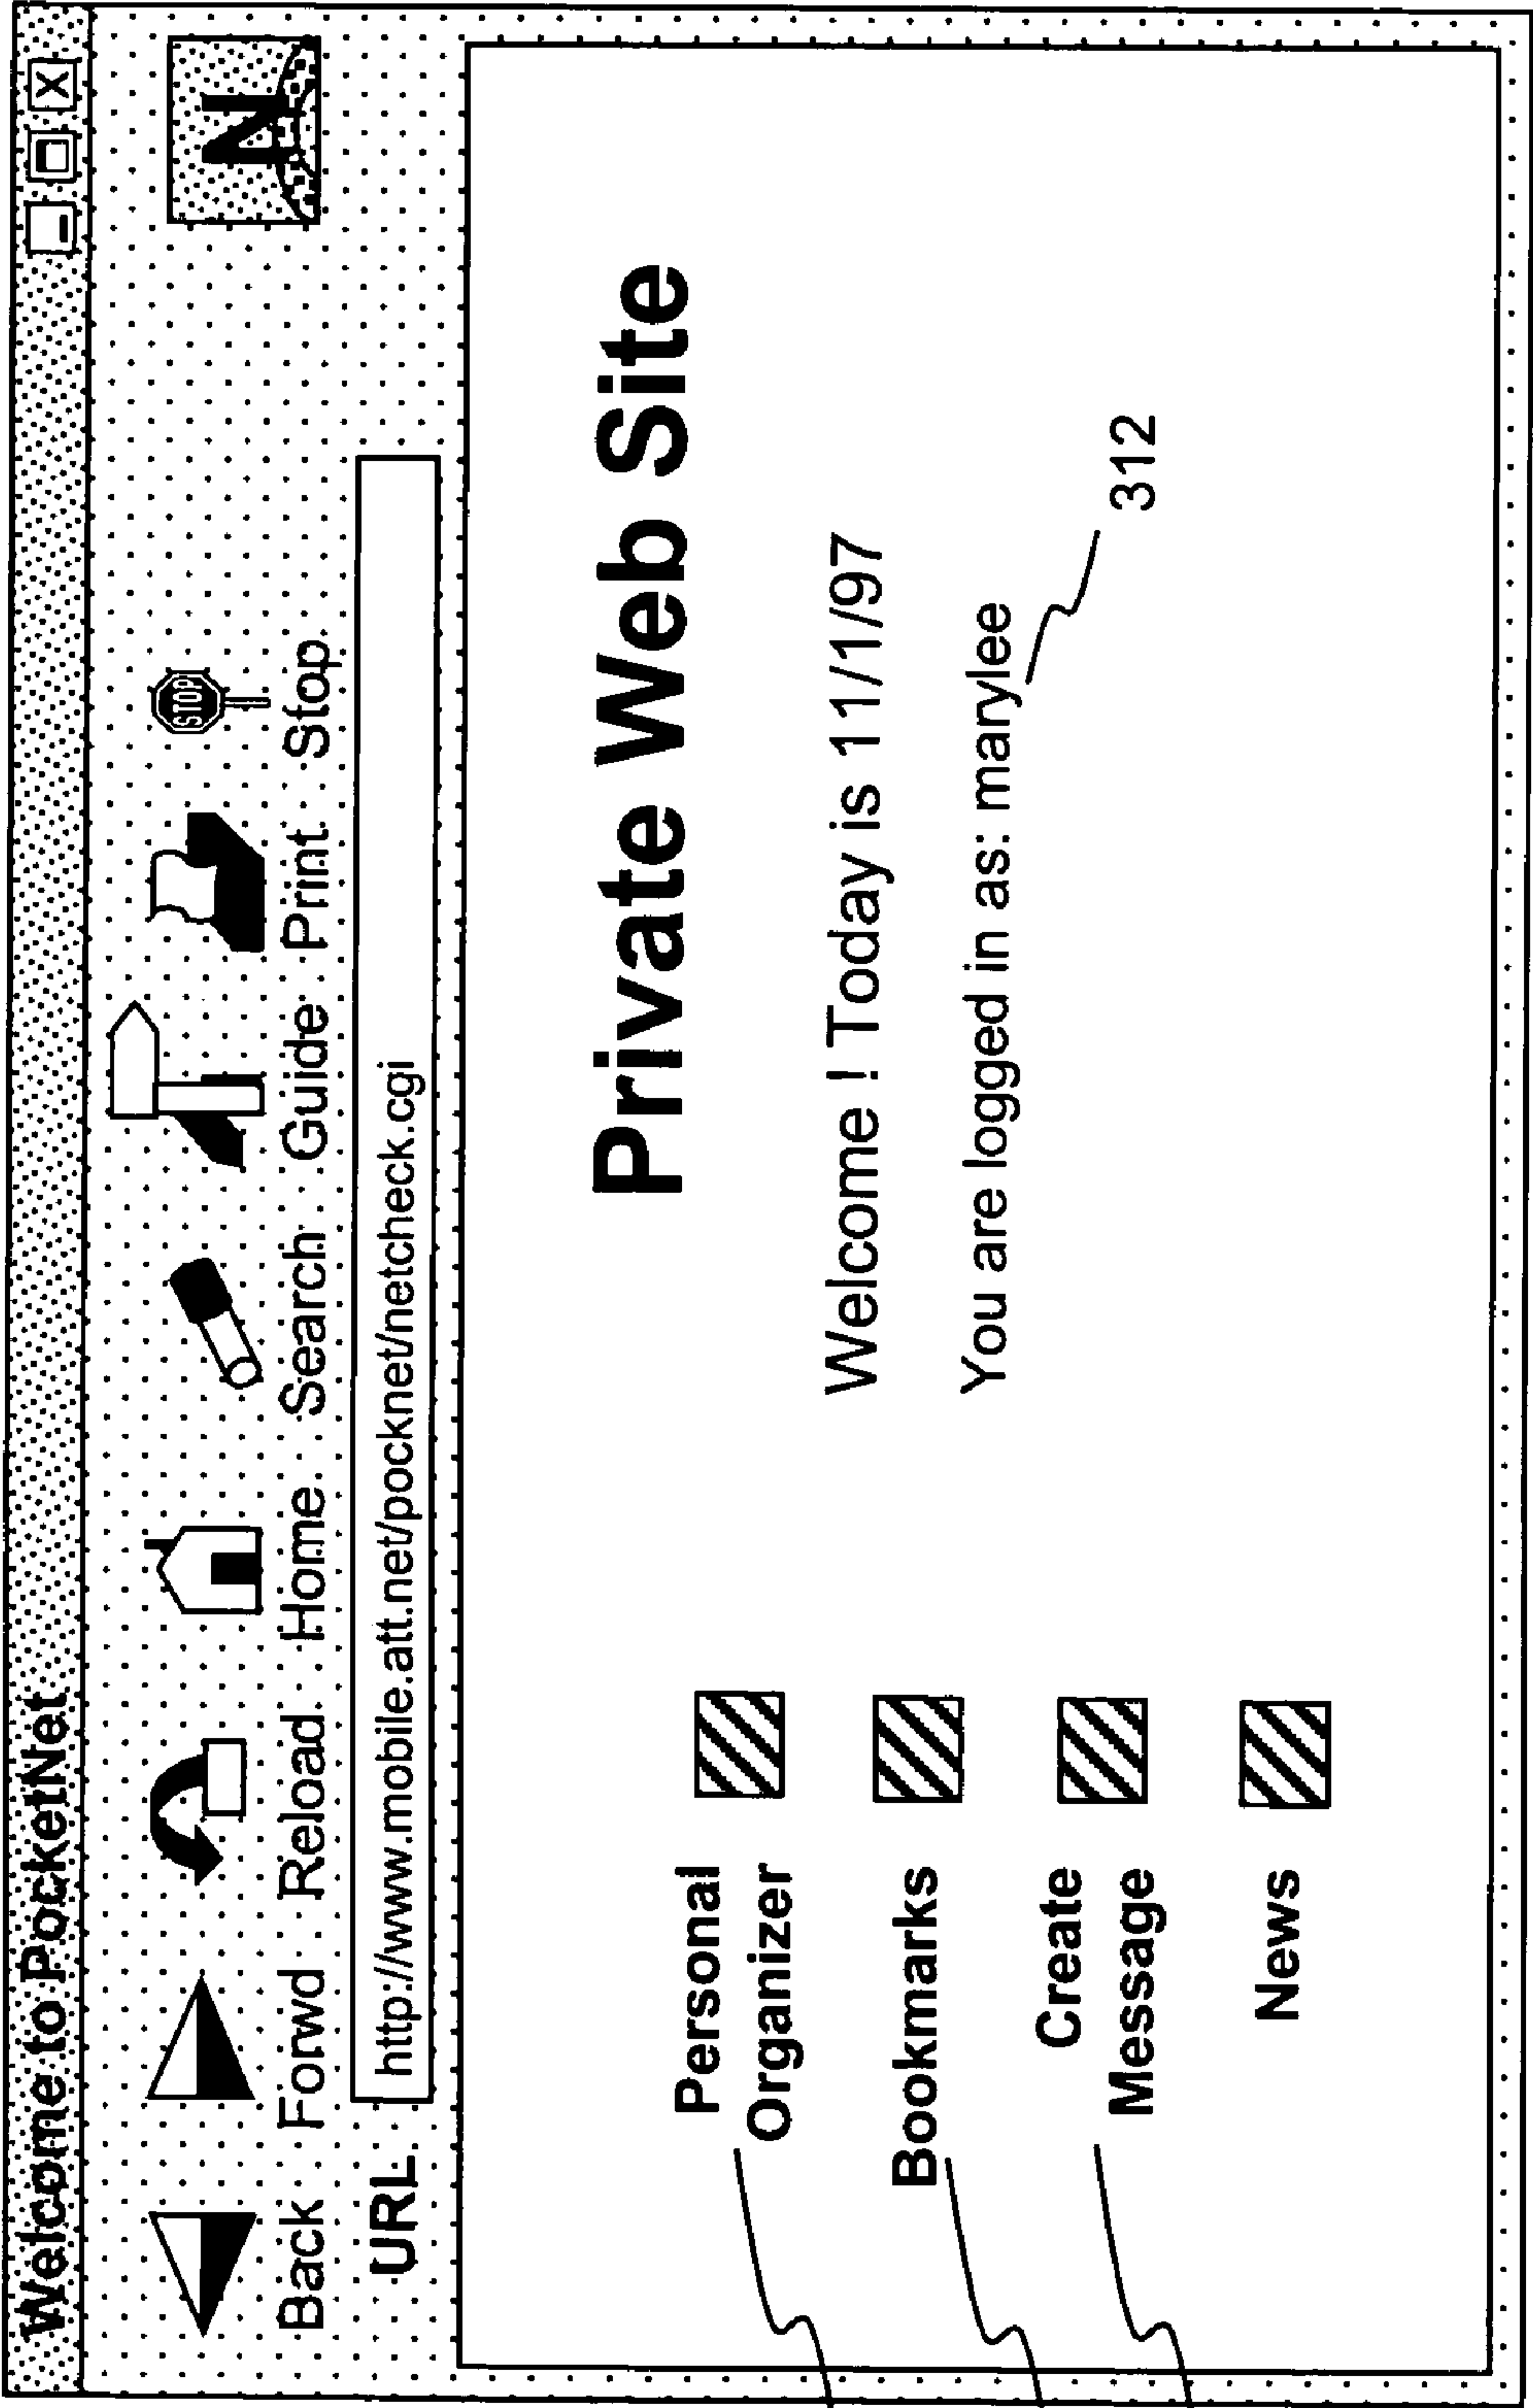 Welcome to PocketNet
X
N
STOP
Back Forwd Reload Home Search Guide Print Stop
URL http://www.mobile.att.net/pocknet/netcheck.cgi
Private Web Site
Personal
Organizer
Welcome ! Today is 11/1/97
Bookmarks
You are logged in as: marylee
312
Create
Message
News